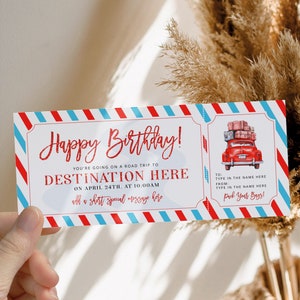 Happy Birthday!
YOU'RE GOING ON A ROAD TRIP TO
DESTINATION HERE
ON APRIL 24TH, AT 10:00AM
add a short special message here
TO:
TYPE IN THE NAME HERE
FROM:
TYPE IN THE NAME HERE
Pack Your Bags!